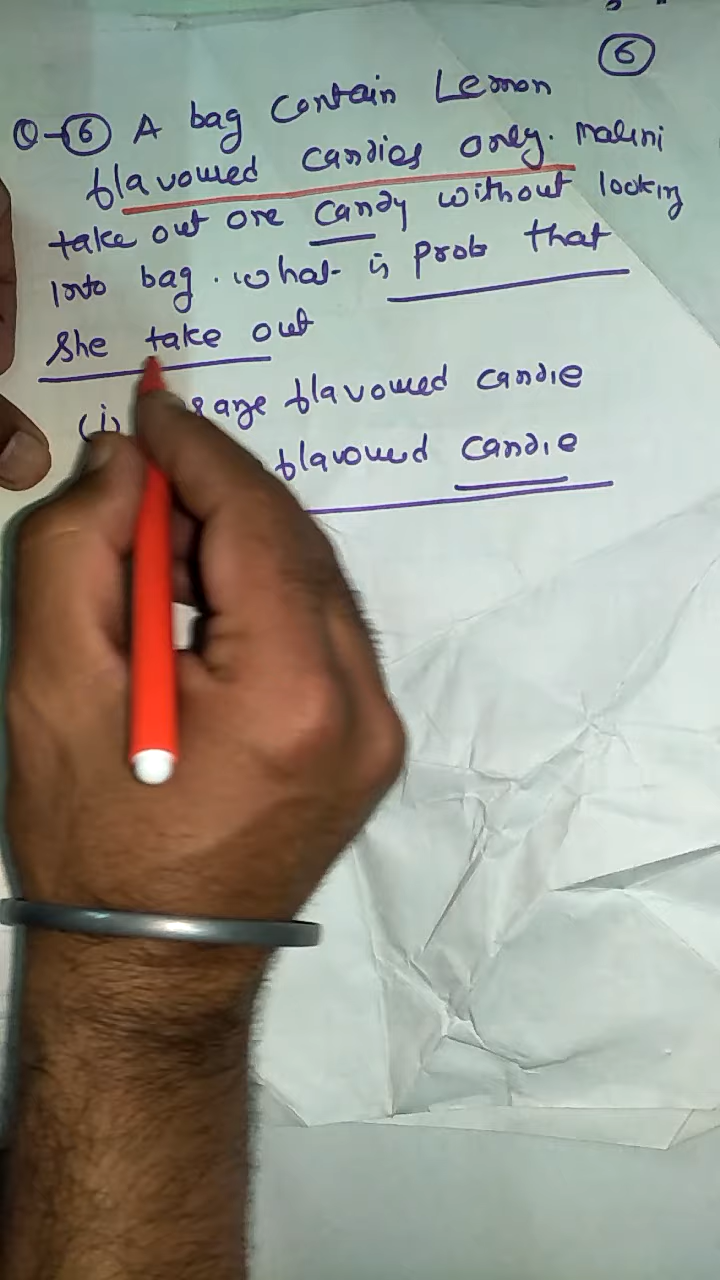 6
Q-6 A bag contain Lemon
flavoured candies only. Malini
take out one candy without looking
into bag. what is prob that
She take out
(i) flavoured candie
flavoured candie